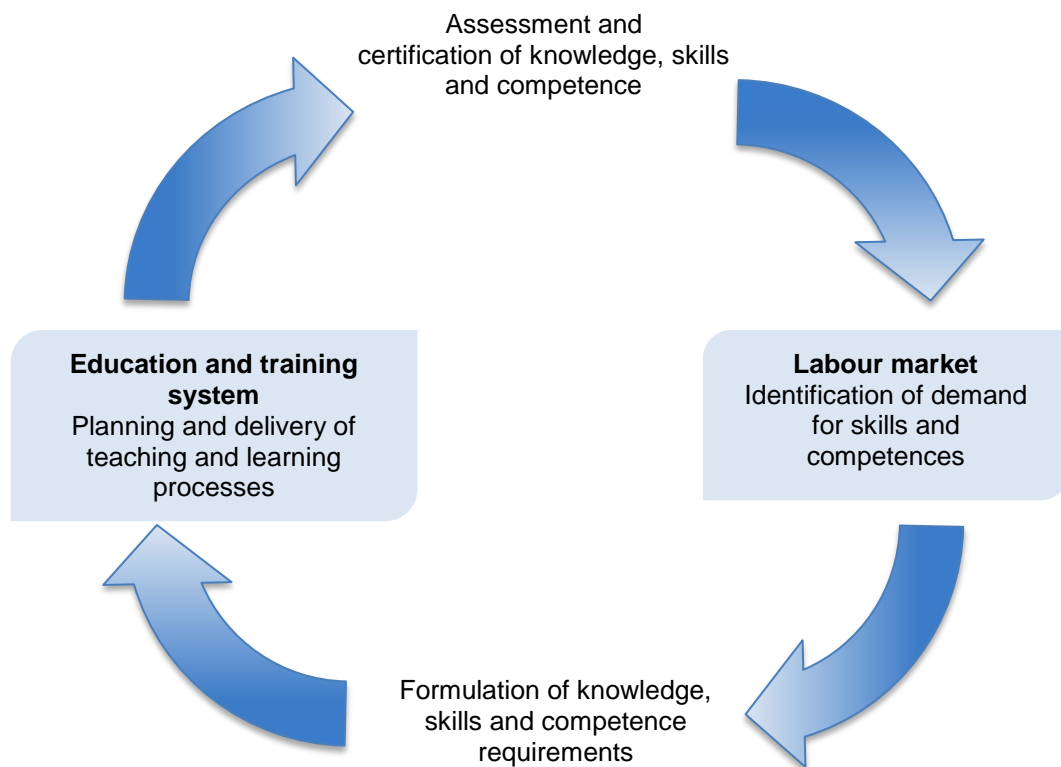 Assessment and
certification of knowledge, skills
and competence
Education and training
system
Planning and delivery of
teaching and learning
processes
Labour market
Identification of demand
for skills and
competences
Formulation of knowledge,
skills and competence
requirements